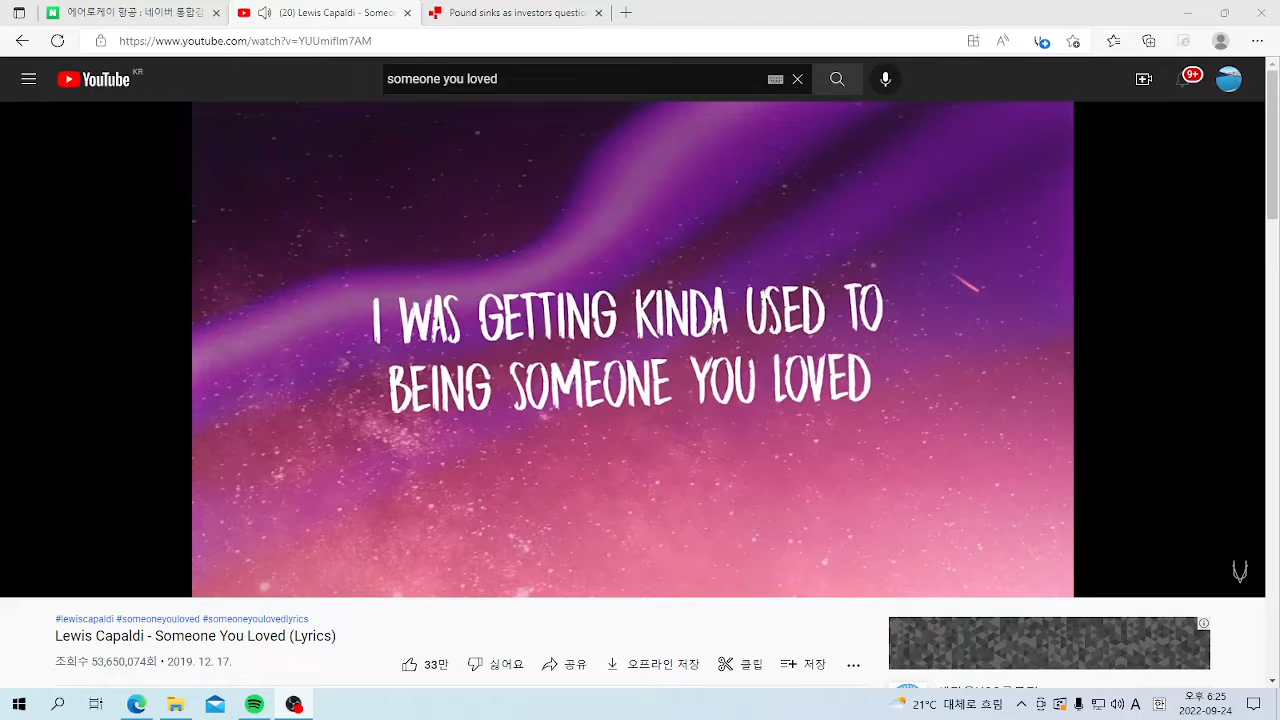 에이로케이 황윤 : 네이버 통합검
(20) Lewis Capaldi - Someo
Pound sinks as investors questio
https://www.youtube.com/watch?v=YUUmifIm7AM
YouTube KR
someone you loved
9+
I WAS GETTING KINDA USED TO
BEING SOMEONE YOU LOVED
#lewiscapaldi #someoneyouloved #someoneyoulovedlyrics
Lewis Capaldi - Someone You Loved (Lyrics)
조회수 53,650,074회 • 2019. 12. 17.
33만
싫어요
공유
오프라인 저장
클립
저장
21°C 대체로 흐림
A
오후 6:25
2022-09-24